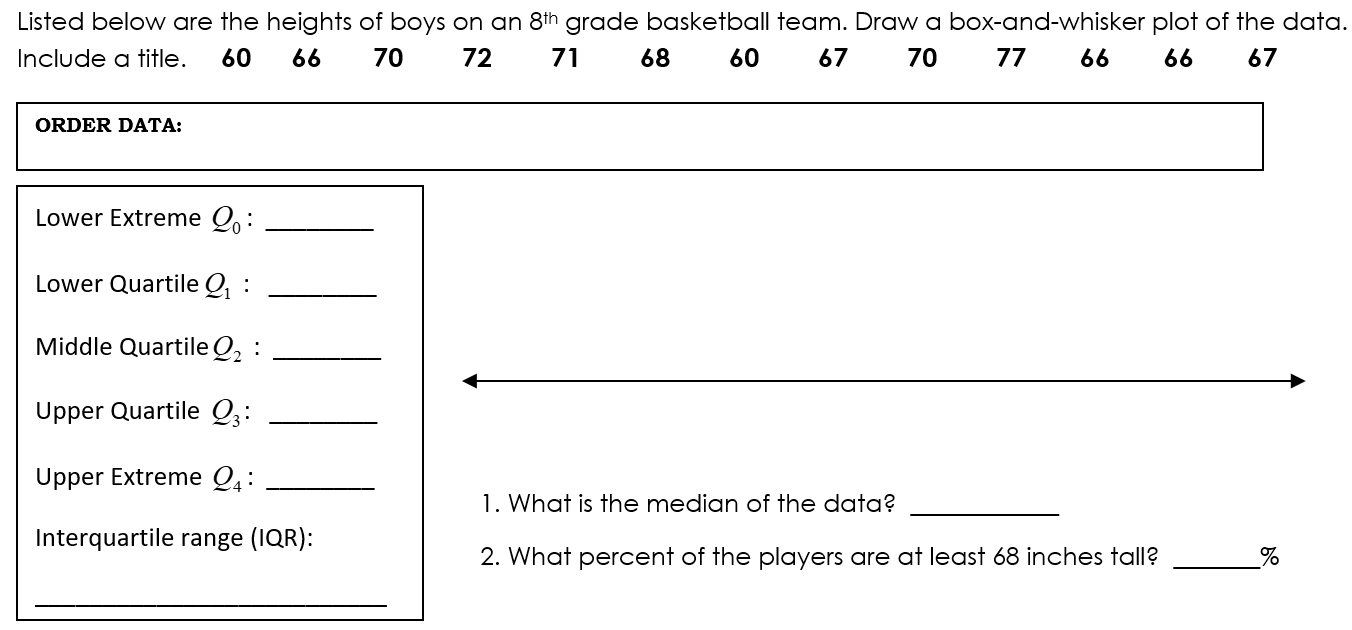 Listed below are the heights of boys on an 8th grade basketball team. Draw a box-and-whisker plot of the data.
Include a title. 60 66 70 72 71 68 60 67 70 77 66 66 67
ORDER DATA:
Lower Extreme Q0: ________
Lower Quartile Q1 : ________
Middle Quartile Q2 : ________
Upper Quartile Q3: ________
Upper Extreme Q4: ________
Interquartile range (IQR):
__________________________
1. What is the median of the data? ___________
2. What percent of the players are at least 68 inches tall? ______%